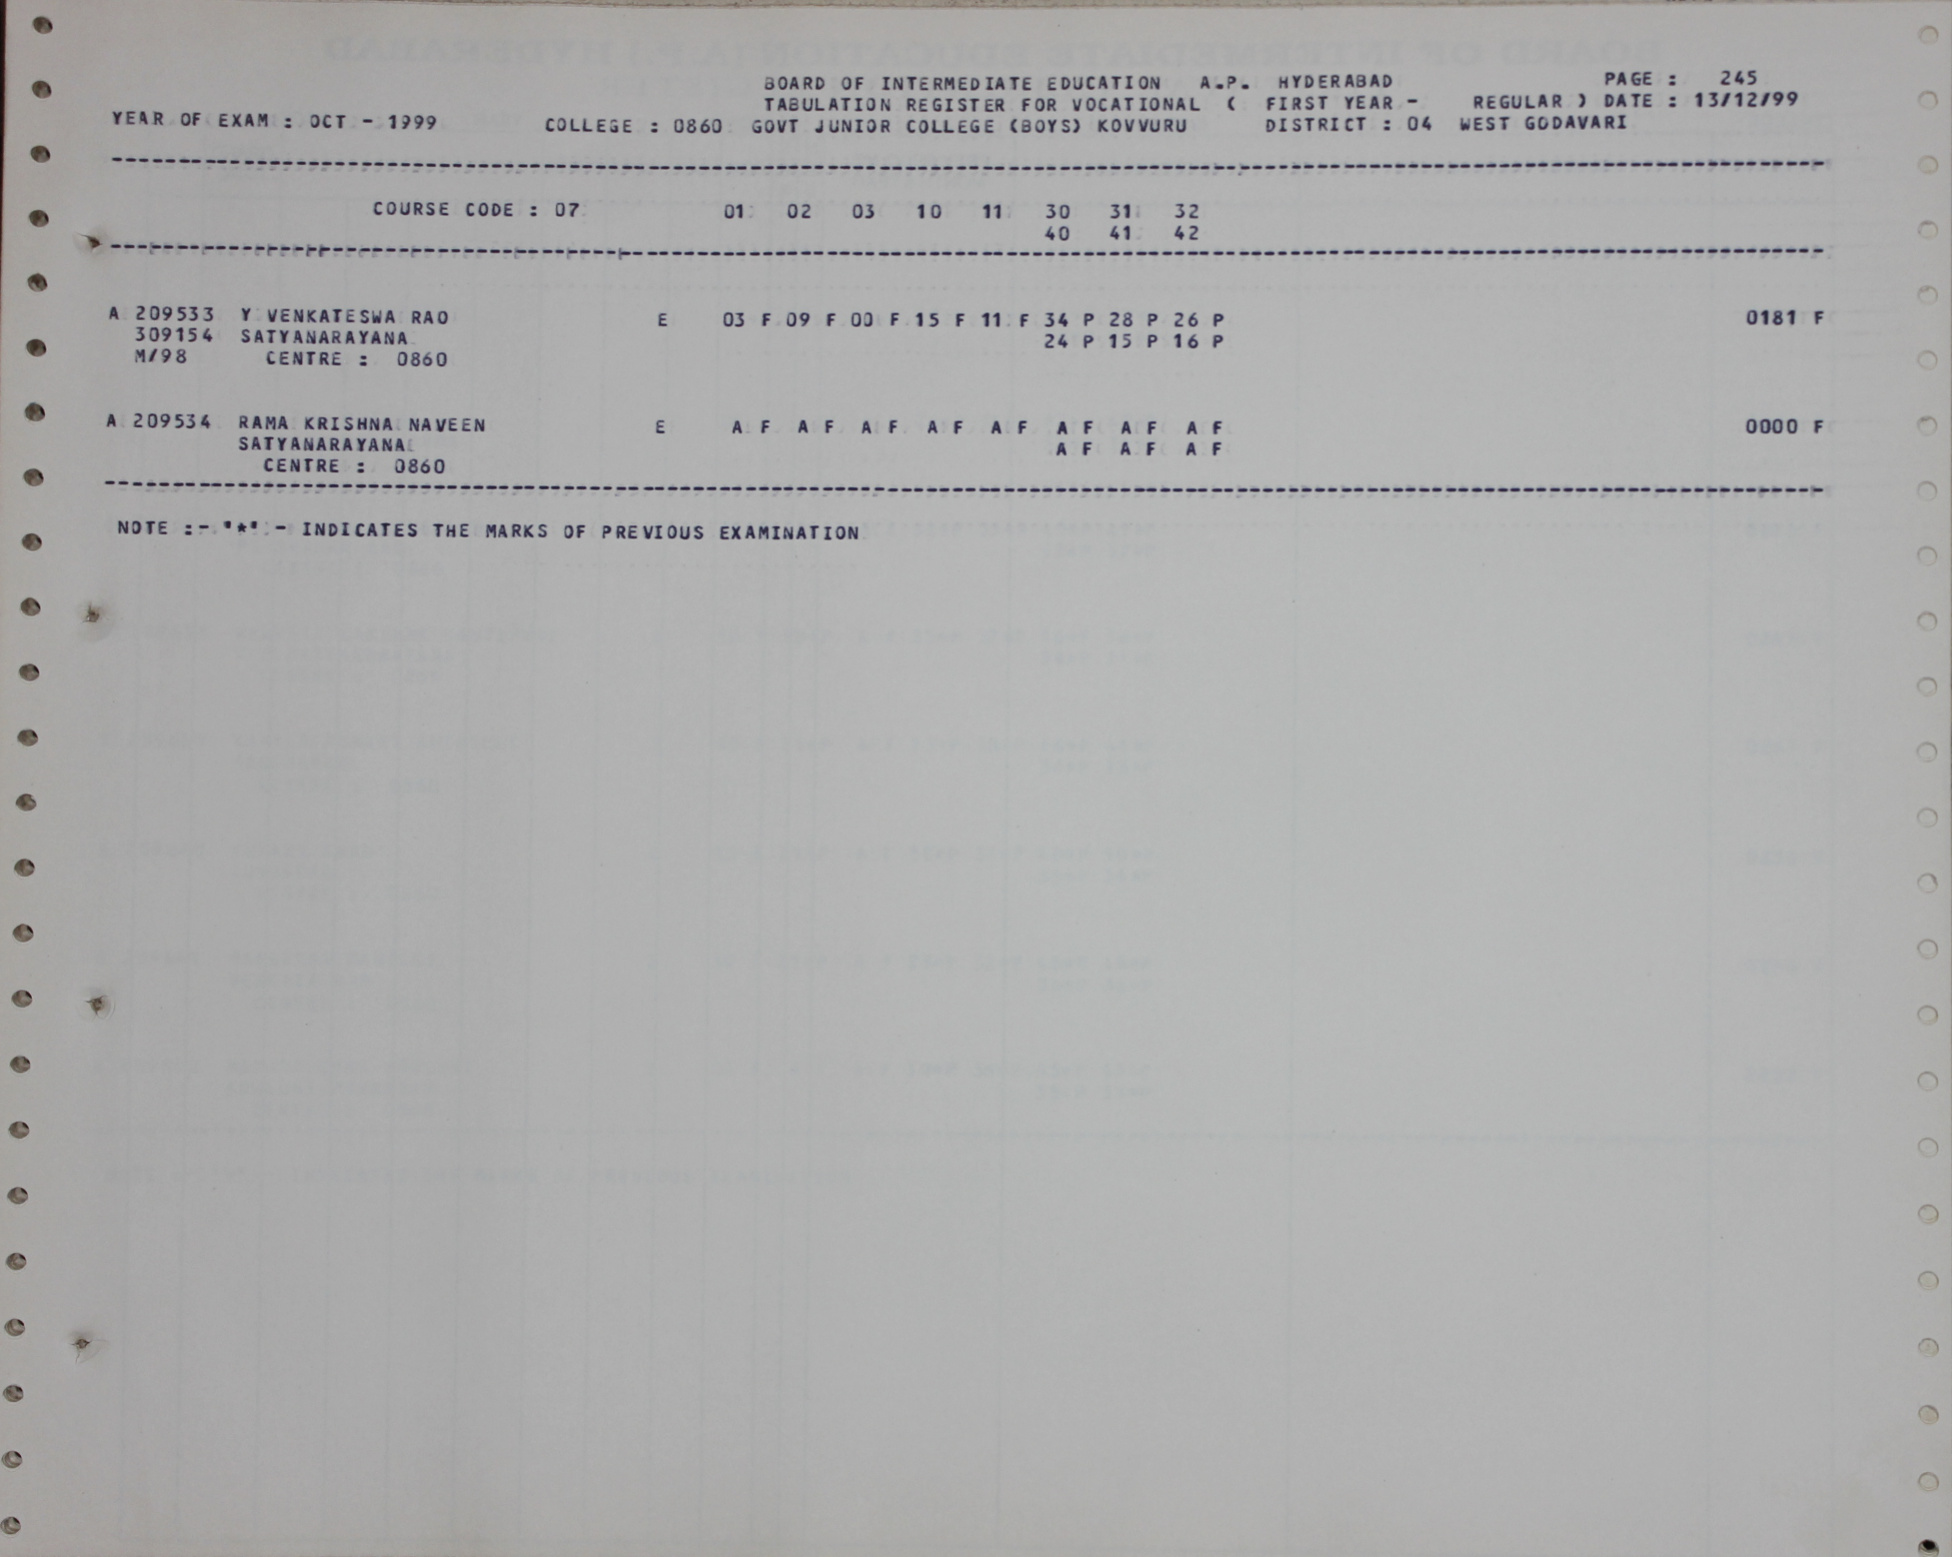 BOARD OF INTERMEDIATE EDUCATION A.P. HYDERABAD PAGE : 245
TABULATION REGISTER FOR VOCATIONAL ( FIRST YEAR - REGULAR ) DATE : 13/12/99
YEAR OF EXAM : OCT - 1999 COLLEGE : 0860 GOVT JUNIOR COLLEGE (BOYS) KOVVURU DISTRICT : 04 WEST GODAVARI
COURSE CODE : 07 01 02 03 10 11 30 31 32
40 41 42
A 209533 Y VENKATESWA RAO E 03 F 09 F 00 F 15 F 11 F 34 P 28 P 26 P 0181 F
309154 SATYANARAYANA 24 P 15 P 16 P
M/98 CENTRE : 0860
A 209534 RAMA KRISHNA NAVEEN E A F A F A F A F A F A F A F A F 0000 F
SATYANARAYANA A F A F A F
CENTRE : 0860
NOTE :- "*" - INDICATES THE MARKS OF PREVIOUS EXAMINATION